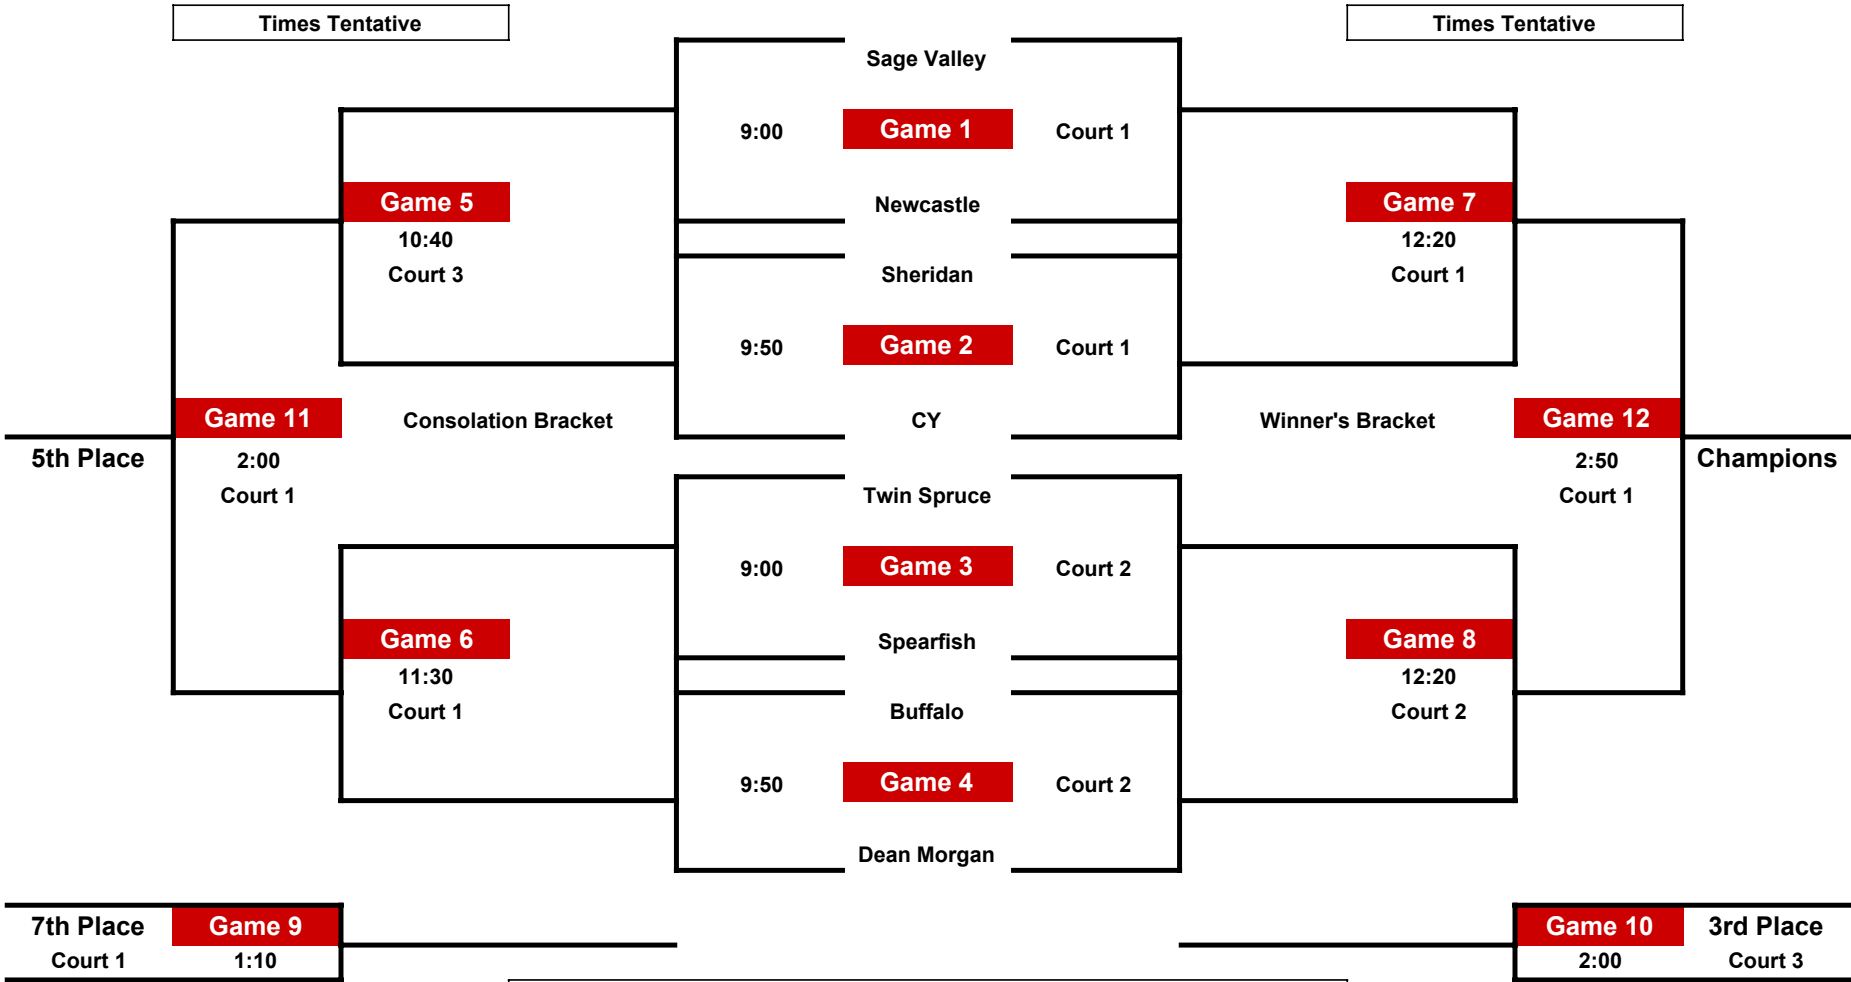 Times Tentative
Times Tentative
Sage Valley
9:00 Game 1 Court 1
Game 5 Newcastle Game 7
10:40 12:20
Court 3 Sheridan Court 1
9:50 Game 2 Court 1
Game 11 Consolation Bracket CY Winner's Bracket Game 12
5th Place 2:00 2:50 Champions
Court 1 Twin Spruce Court 1
9:00 Game 3 Court 2
Game 6 Spearfish Game 8
11:30 12:20
Court 1 Buffalo Court 2
9:50 Game 4 Court 2
Dean Morgan
7th Place Game 9 Game 10 3rd Place
Court 1 1:10 2:00 Court 3